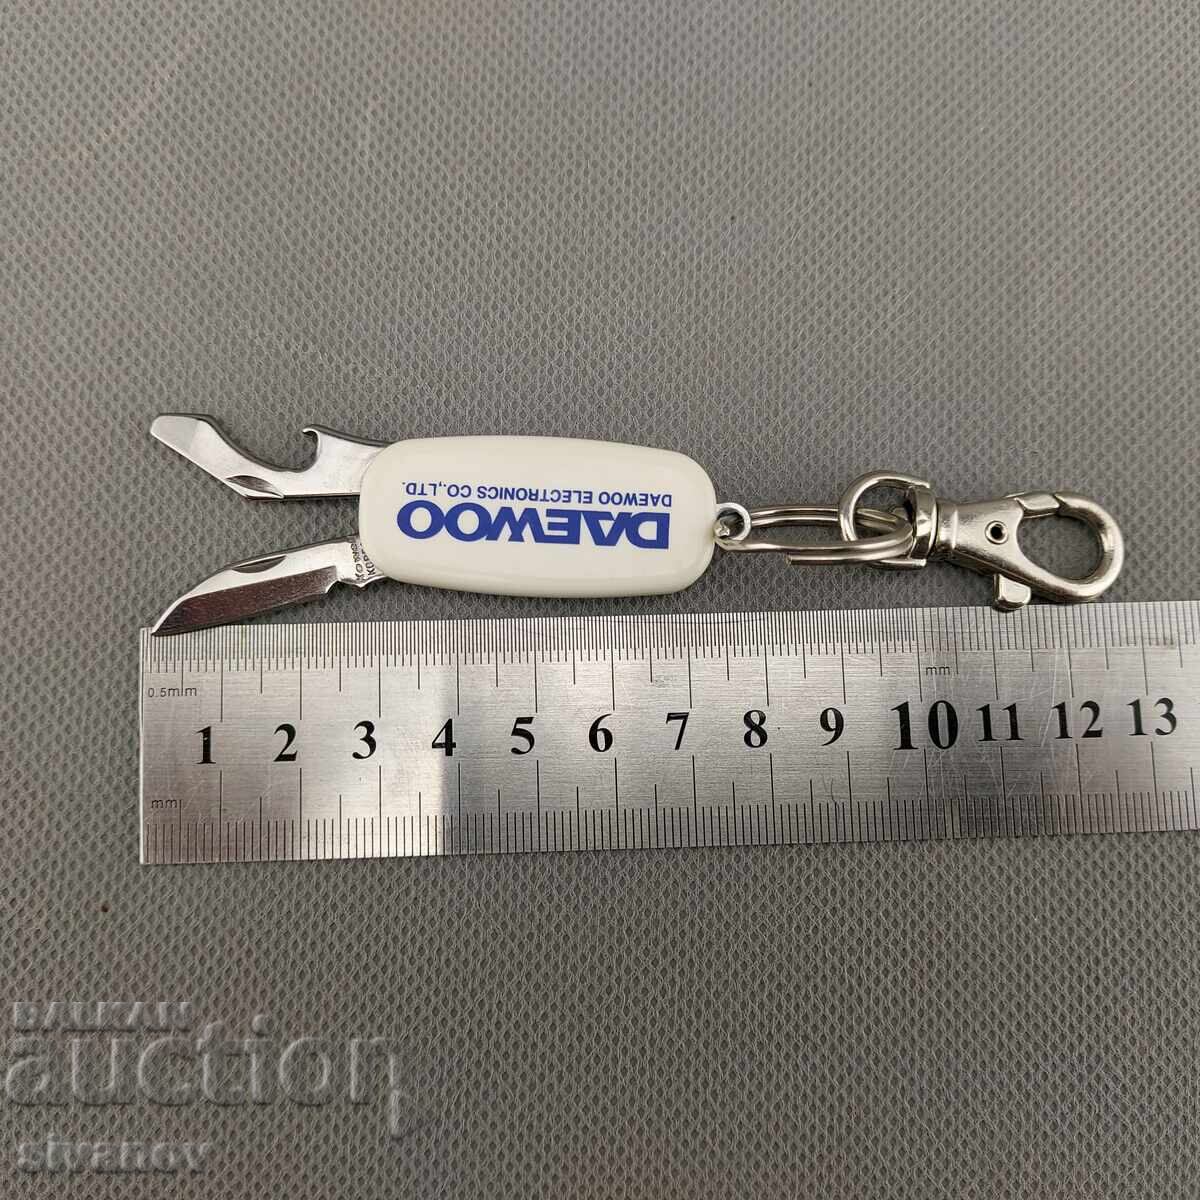 DAEWOO
DAEWOO ELECTRONICS CO.,LTD.
0.5mm
mm
1 2 3 4 5 6 7 8 9 10 11 12 13
mm
BALKAN
auction
sivanov